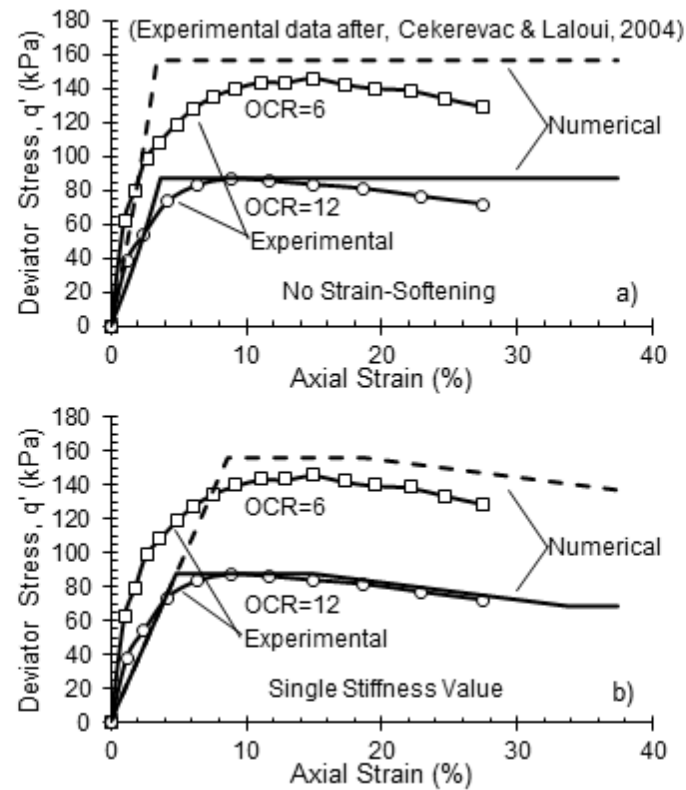 180
(Experimental data after, Cekerevac & Laloui, 2004)
160
140
120
100
80
60
40
20
0
Deviator Stress, q' (kPa)
OCR=6
Numerical
OCR=12
Experimental
No Strain-Softening
a)
0
10
20
30
40
Axial Strain (%)
180
160
140
120
100
80
60
40
20
0
Deviator Stress, q' (kPa)
OCR=6
Numerical
OCR=12
Experimental
Single Stiffness Value
b)
0
10
20
30
40
Axial Strain (%)